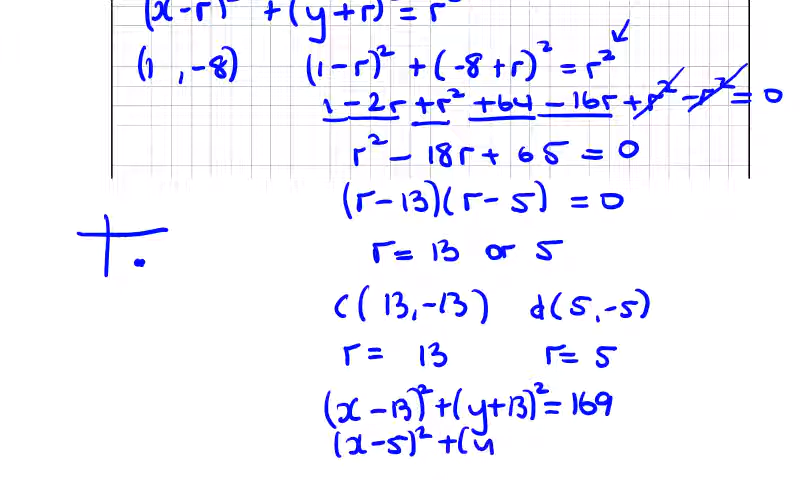 (x-r)² + (y+r)² = r²
(1, -8) (1-r)² + (-8+r)² = r²
1 - 2r + r² + 64 - 16r + r² - r² = 0
r² - 18r + 65 = 0
(r-13)(r-5) = 0
r = 13 or 5
c(13,-13) d(5,-5)
r = 13 r = 5
(x-13)² + (y+13)² = 169
(x-5)² + (y